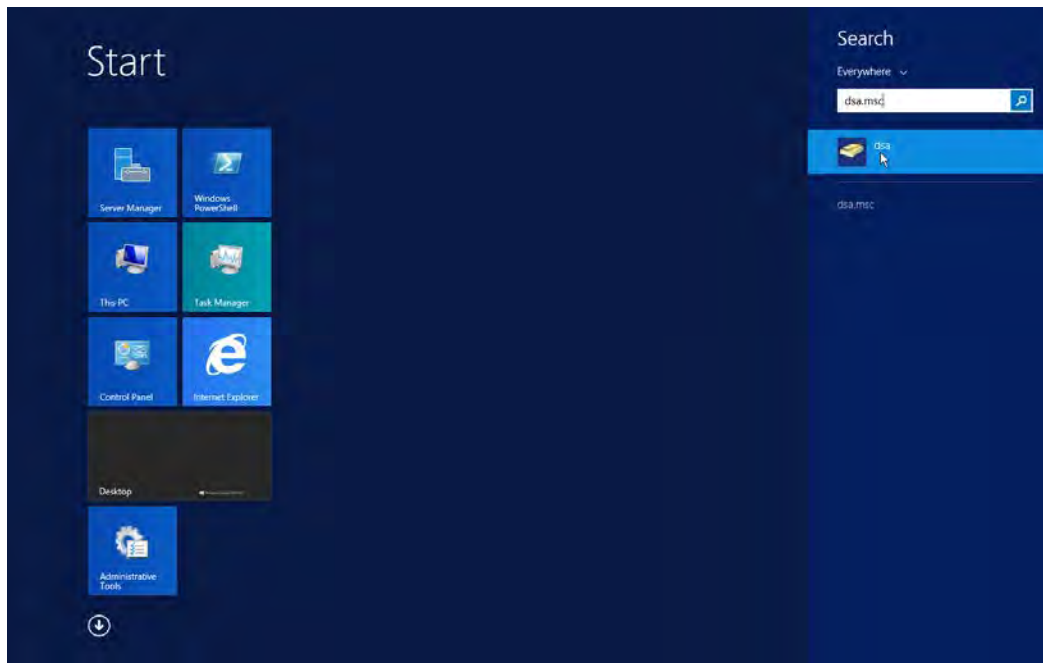 Start
Server Manager
Windows
PowerShell
This PC
Task Manager
Control Panel
Internet Explorer
Desktop
Administrative
Tools
Search
Everywhere
dsa.msc
dsa
dsa.msc